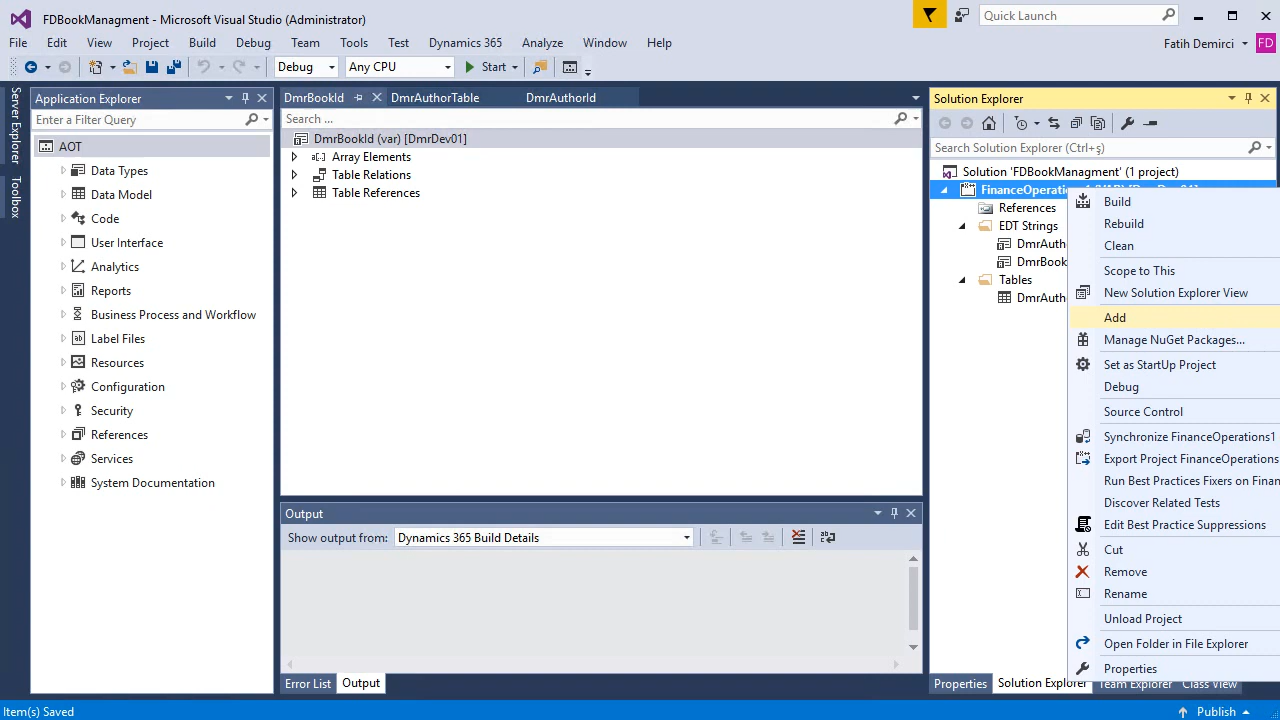 FDBookManagment - Microsoft Visual Studio (Administrator)
Quick Launch
File Edit View Project Build Debug Team Tools Test Dynamics 365 Analyze Window Help
Fatih Demirci FD
Debug Any CPU Start
Server Explorer
Toolbox
Application Explorer
Enter a Filter Query
AOT
Data Types
Data Model
Code
User Interface
Analytics
Reports
Business Process and Workflow
Label Files
Resources
Configuration
Security
References
Services
System Documentation
DmrBookId DmrAuthorTable DmrAuthorId
Search ...
DmrBookId (var) [DmrDev01]
Array Elements
Table Relations
Table References
Output
Show output from: Dynamics 365 Build Details
Error List Output
Solution Explorer
Search Solution Explorer (Ctrl+ş)
Solution 'FDBookManagment' (1 project)
References
EDT Strings
DmrAuth
DmrBook
Tables
DmrAuth
Build
Rebuild
Clean
Scope to This
New Solution Explorer View
Add
Manage NuGet Packages...
Set as StartUp Project
Debug
Source Control
Synchronize FinanceOperations1
Export Project FinanceOperations
Run Best Practices Fixers on Finan
Discover Related Tests
Edit Best Practice Suppressions
Cut
Remove
Rename
Unload Project
Open Folder in File Explorer
Properties
Properties Solution Explorer Team Explorer Class View
Item(s) Saved
Publish